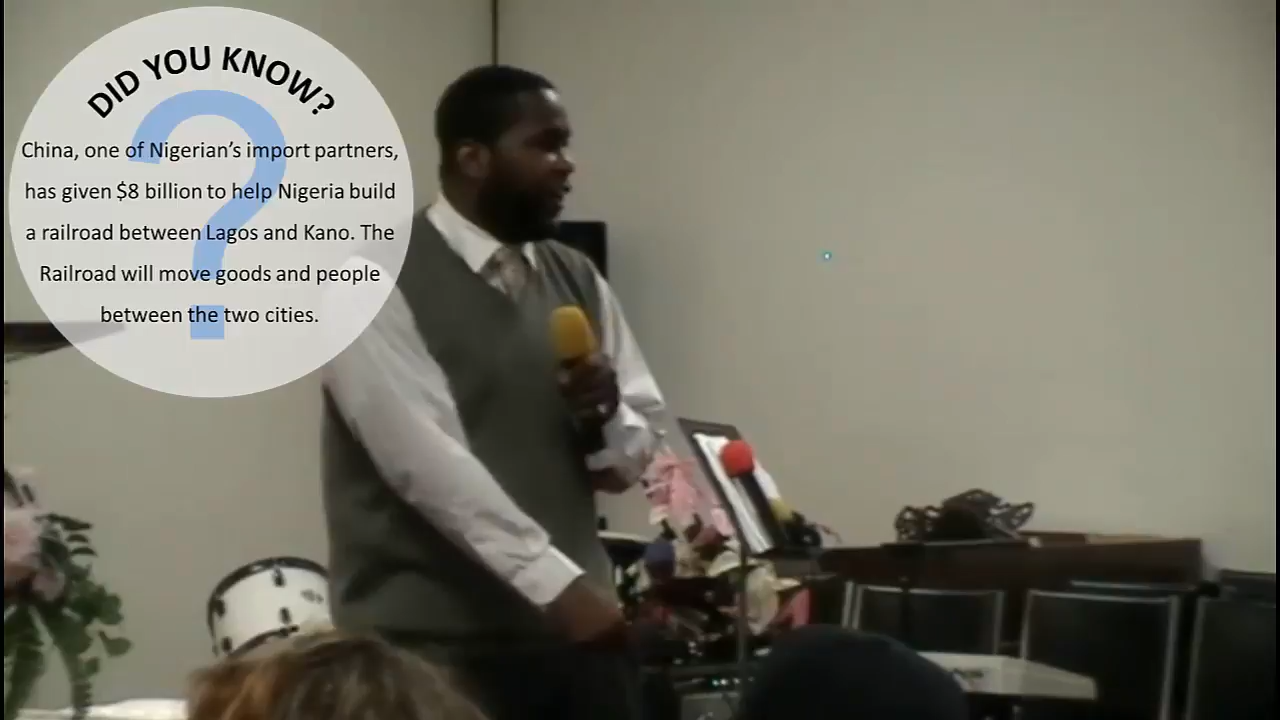 DID YOU KNOW?
China, one of Nigerian’s import partners,
has given $8 billion to help Nigeria build
a railroad between Lagos and Kano. The
Railroad will move goods and people
between the two cities.